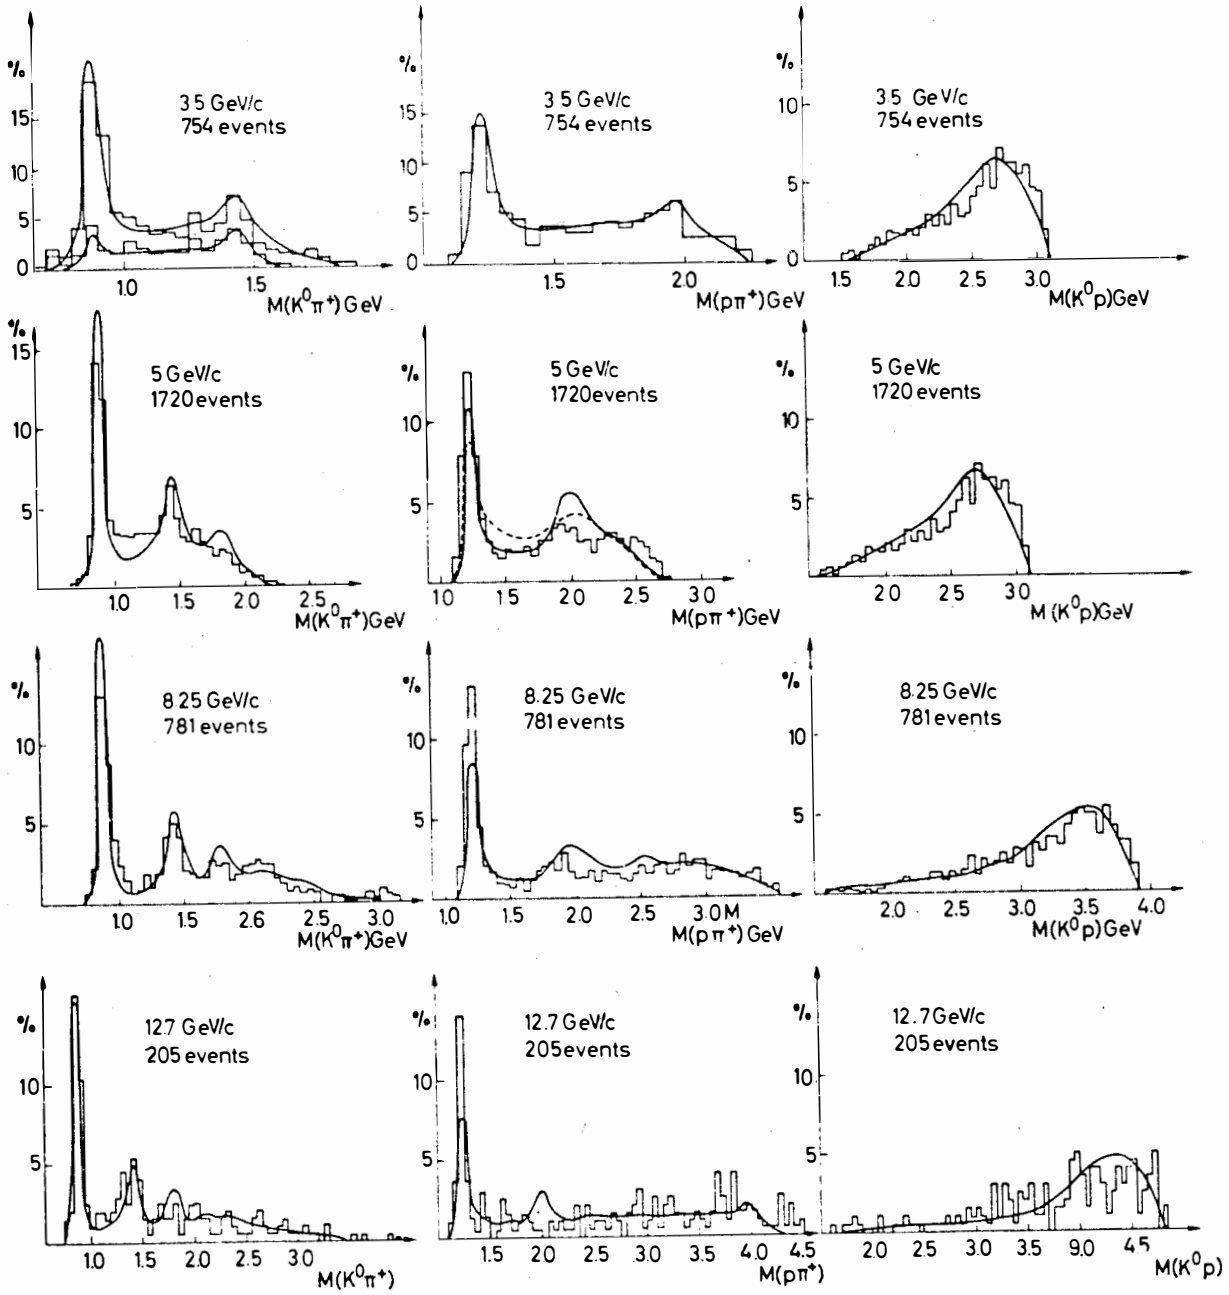 %
15
10
5
0
3.5 GeV/c
754 events
1.0 1.5
M(K⁰π⁺)GeV
%
15
10
5
0
3.5 GeV/c
754 events
1.5 2.0
M(pπ⁺)GeV
%
10
5
0
3.5 GeV/c
754 events
1.5 2.0 2.5 3.0
M(K⁰p)GeV
%
15
10
5
5 GeV/c
1720 events
1.0 1.5 2.0 2.5
M(K⁰π⁺)GeV
%
10
5
5 GeV/c
1720events
1.0 1.5 2.0 2.5 3.0
M(pπ⁺)GeV
%
10
5
5 GeV/c
1720 events
2.0 2.5 3.0
M(K⁰p)GeV
%
10
5
8.25 GeV/c
781 events
1.0 1.5 2.6 2.5 3.0
M(K⁰π⁺)GeV
%
10
5
8.25 GeV/c
781 events
1.0 1.5 2.0 2.5 3.0 M
M(pπ⁺)GeV
%
10
5
8.25 GeV/c
781 events
2.0 2.5 3.0 3.5 4.0
M(K⁰p)GeV
%
10
5
12.7 GeV/c
205 events
1.0 1.5 2.0 2.5 3.0
M(K⁰π⁺)
%
10
5
12.7 GeV/c
205events
1.5 2.0 2.5 3.0 3.5 4.0 4.5
M(pπ⁺)
%
10
5
12.7 GeV/c
205 events
2.0 2.5 3.0 3.5 9.0 4.5
M(K⁰p)